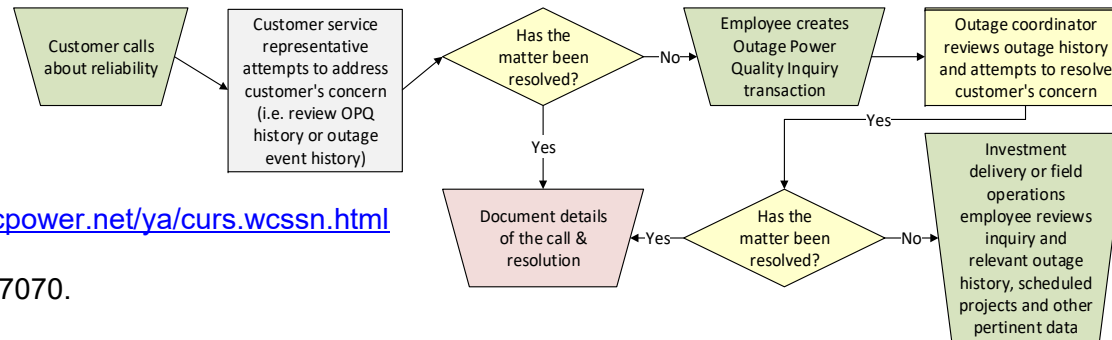 Customer calls
about reliability
Customer service
representative
attempts to address
customer's concern
(i.e. review OPQ
history or outage
event history)
Has the
matter been
resolved?
No
Employee creates
Outage Power
Quality Inquiry
transaction
Outage coordinator
reviews outage history
and attempts to resolve
customer's concern
Yes
Yes
Document details
of the call &
resolution
Yes
Has the
matter been
resolved?
No
Investment
delivery or field
operations
employee reviews
inquiry and
relevant outage
history, scheduled
projects and other
pertinent data
cpower.net/ya/curs.wcssn.html
7070.